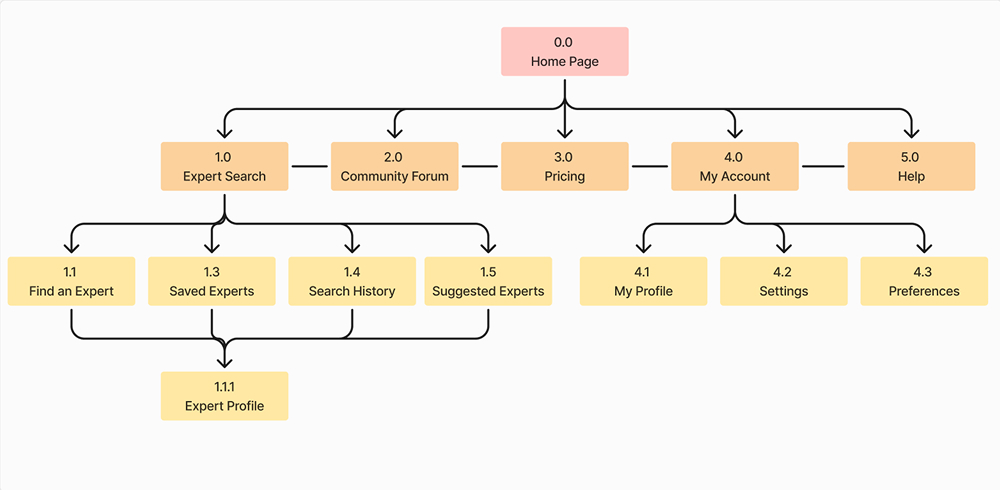 0.0
Home Page
1.0
Expert Search
2.0
Community Forum
3.0
Pricing
4.0
My Account
5.0
Help
1.1
Find an Expert
1.3
Saved Experts
1.4
Search History
1.5
Suggested Experts
4.1
My Profile
4.2
Settings
4.3
Preferences
1.1.1
Expert Profile